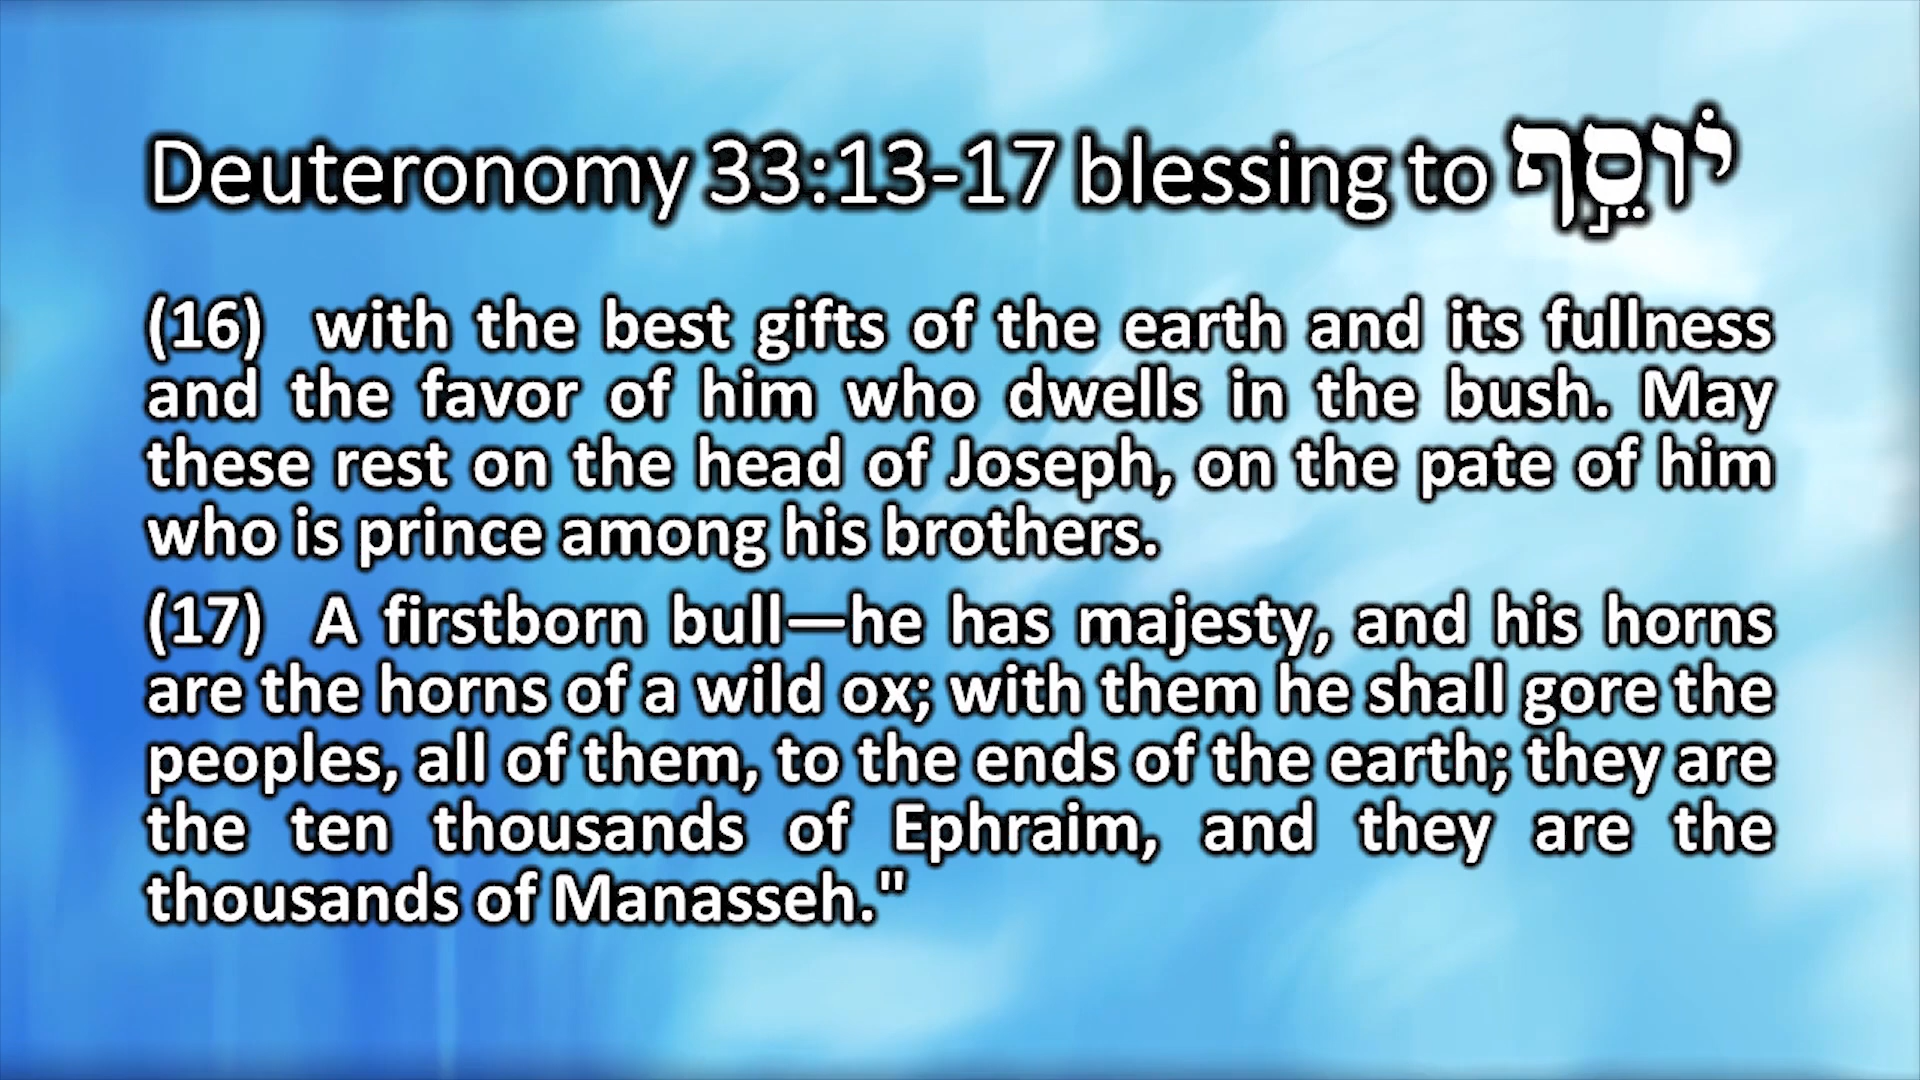 Deuteronomy 33:13-17 blessing to יֹוסֵ֖ף
(16)  with the best gifts of the earth and its fullness
and the favor of him who dwells in the bush. May
these rest on the head of Joseph, on the pate of him
who is prince among his brothers.
(17)  A firstborn bull—he has majesty, and his horns
are the horns of a wild ox; with them he shall gore the
peoples, all of them, to the ends of the earth; they are
the ten thousands of Ephraim, and they are the
thousands of Manasseh."